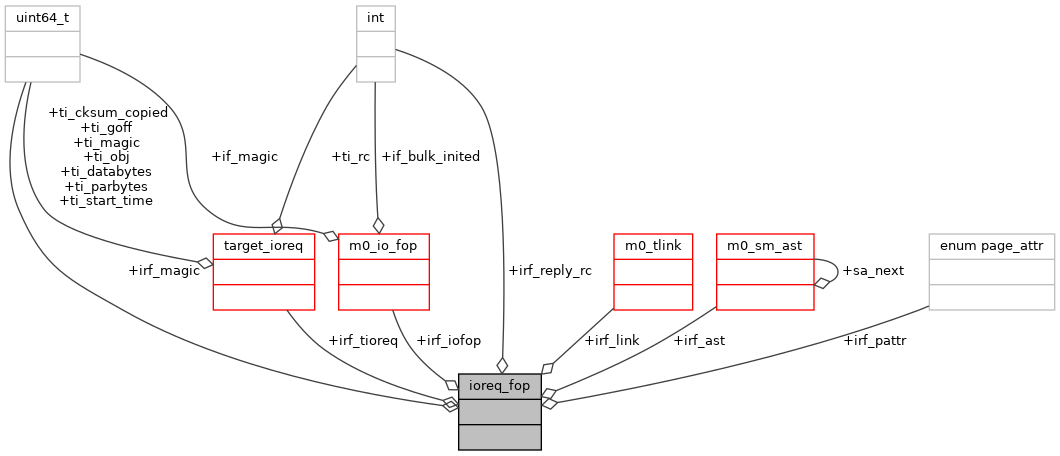 uint64_t
int
+ti_cksum_copied
+ti_goff
+ti_magic
+ti_obj
+ti_databytes
+ti_parbytes
+ti_start_time
+if_magic
+ti_rc
+if_bulk_inited
target_ioreq
m0_io_fop
m0_tlink
m0_sm_ast
enum page_attr
+irf_magic
+irf_reply_rc
+sa_next
+irf_tioreq
+irf_iofop
+irf_link
+irf_ast
+irf_pattr
ioreq_fop